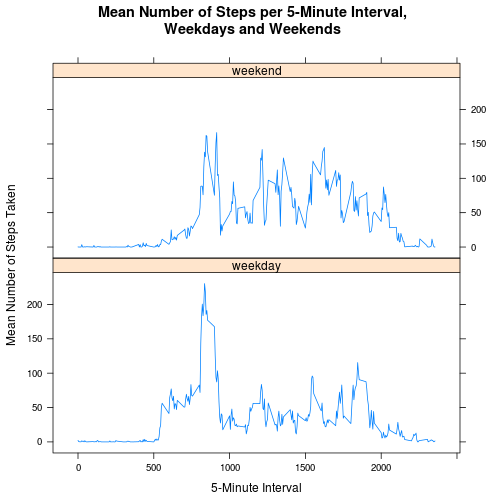 Mean Number of Steps per 5-Minute Interval,
Weekdays and Weekends
weekend
200
150
100
50
0
weekday
200
150
100
50
0
Mean Number of Steps Taken
0 500 1000 1500 2000
5-Minute Interval